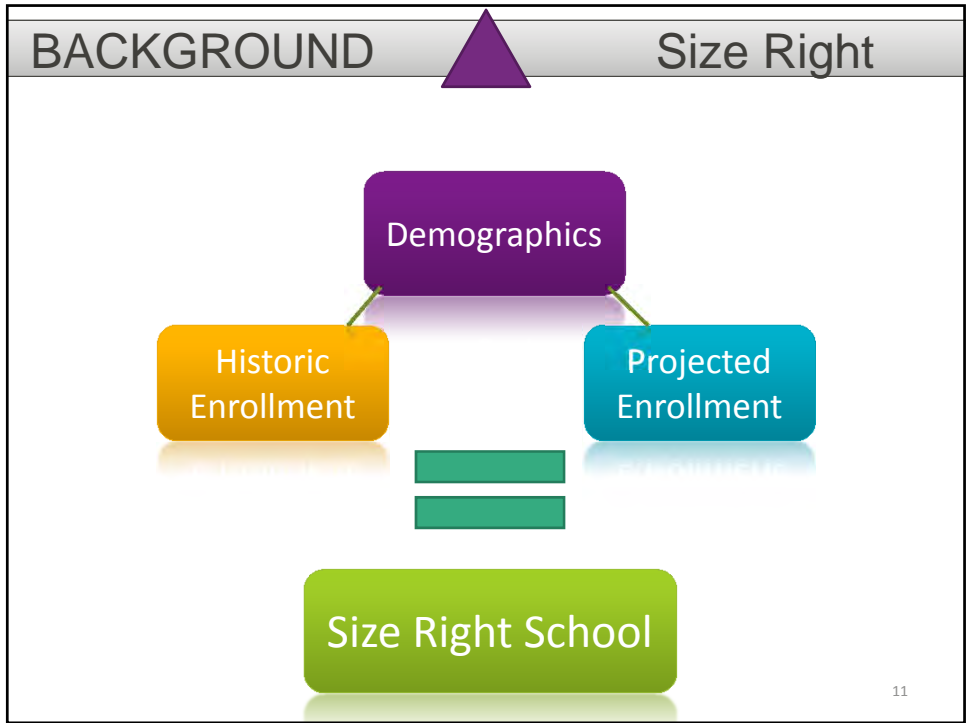 BACKGROUND
Size Right
Demographics
Historic
Enrollment
Projected
Enrollment
Size Right School
11